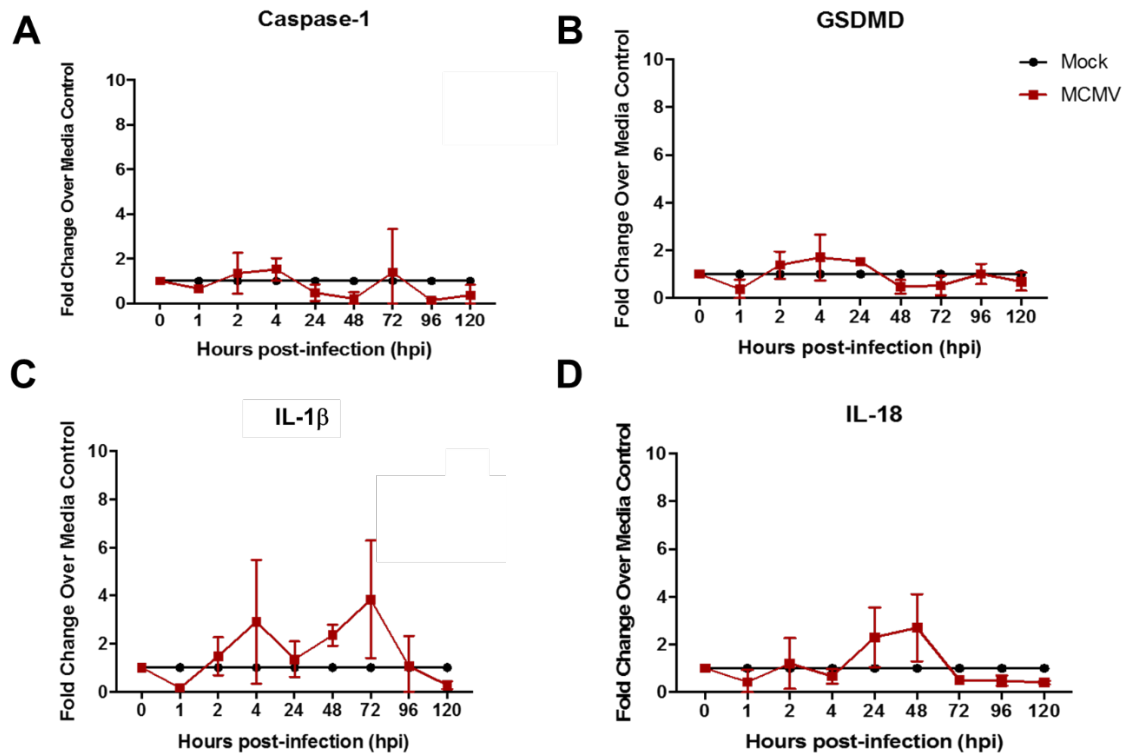 A
Caspase-1
Fold Change Over Media Control
10
8
6
4
2
0
0 1 2 4 24 48 72 96 120
Hours post-infection (hpi)
B
GSDMD
Mock
MCMV
Fold Change Over Media Control
10
8
6
4
2
0
0 1 2 4 24 48 72 96 120
Hours post-infection (hpi)
C
IL-1β
Fold Change Over Media Control
10
8
6
4
2
0
0 1 2 4 24 48 72 96 120
Hours post-infection (hpi)
D
IL-18
Fold Change Over Media Control
10
8
6
4
2
0
0 1 2 4 24 48 72 96 120
Hours post-infection (hpi)